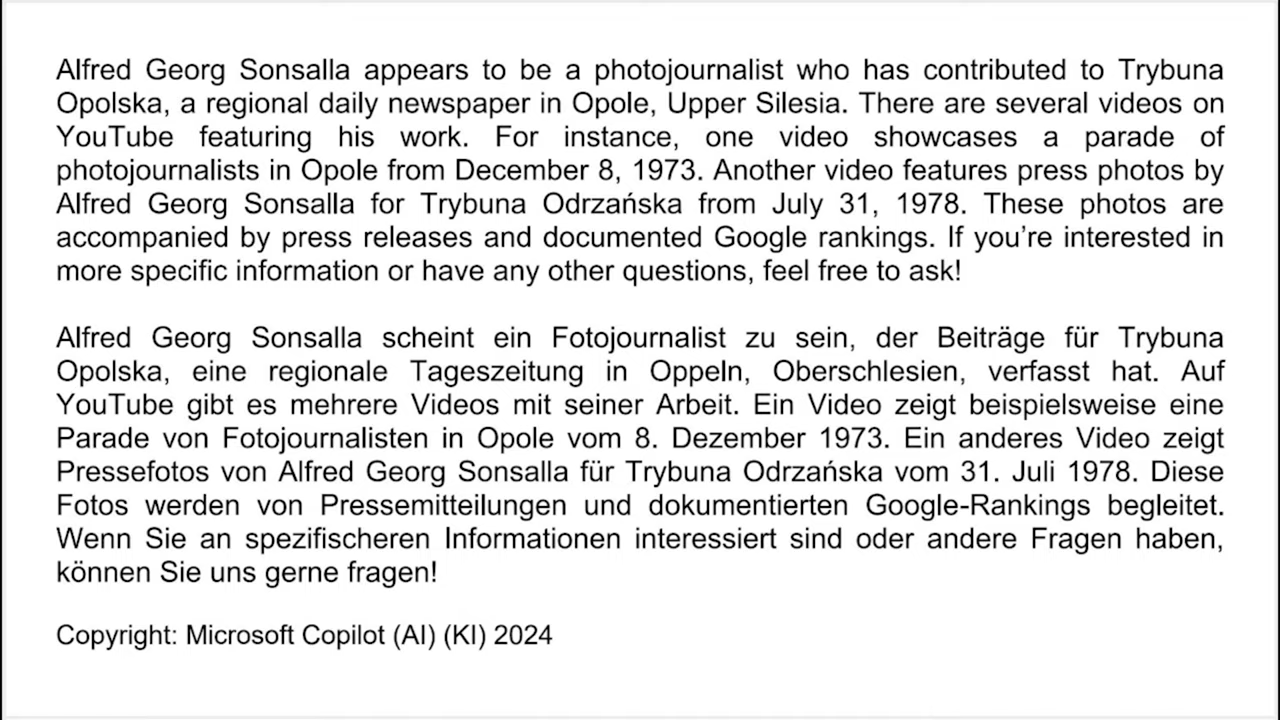 Alfred Georg Sonsalla appears to be a photojournalist who has contributed to Trybuna
Opolska, a regional daily newspaper in Opole, Upper Silesia. There are several videos on
YouTube featuring his work. For instance, one video showcases a parade of
photojournalists in Opole from December 8, 1973. Another video features press photos by
Alfred Georg Sonsalla for Trybuna Odrzańska from July 31, 1978. These photos are
accompanied by press releases and documented Google rankings. If you’re interested in
more specific information or have any other questions, feel free to ask!
Alfred Georg Sonsalla scheint ein Fotojournalist zu sein, der Beiträge für Trybuna
Opolska, eine regionale Tageszeitung in Oppeln, Oberschlesien, verfasst hat. Auf
YouTube gibt es mehrere Videos mit seiner Arbeit. Ein Video zeigt beispielsweise eine
Parade von Fotojournalisten in Opole vom 8. Dezember 1973. Ein anderes Video zeigt
Pressefotos von Alfred Georg Sonsalla für Trybuna Odrzańska vom 31. Juli 1978. Diese
Fotos werden von Pressemitteilungen und dokumentierten Google-Rankings begleitet.
Wenn Sie an spezifischeren Informationen interessiert sind oder andere Fragen haben,
können Sie uns gerne fragen!
Copyright: Microsoft Copilot (AI) (KI) 2024